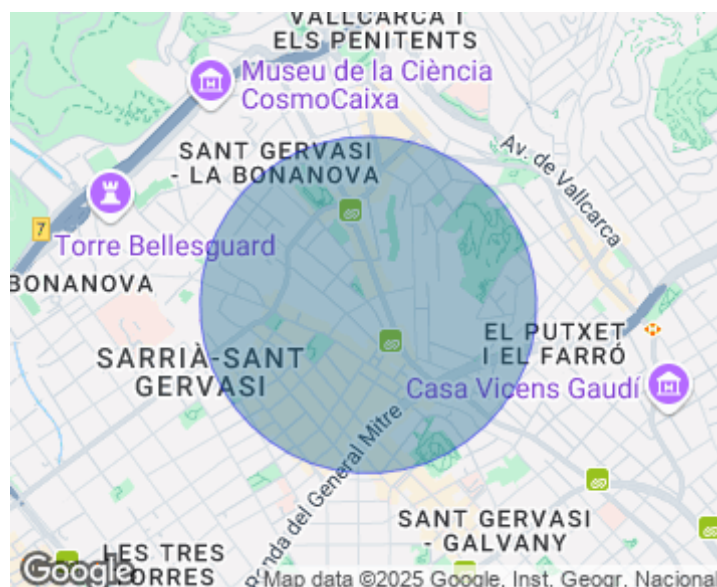 VALLCARCA I
ELS PENITENTS
Museu de la Ciència
CosmoCaixa
SANT GERVASI
- LA BONANOVA
Av. de Vallcarca
7
Torre Bellesguard
BONANOVA
EL PUTXET
I EL FARRÓ
SARRIÀ-SANT
GERVASI
Casa Vicens Gaudí
Ronda del General Mitre
SANT GERVASI
- GALVANY
LES TRES
TORRES
Google
Map data ©2025 Google, Inst. Geogr. Nacional